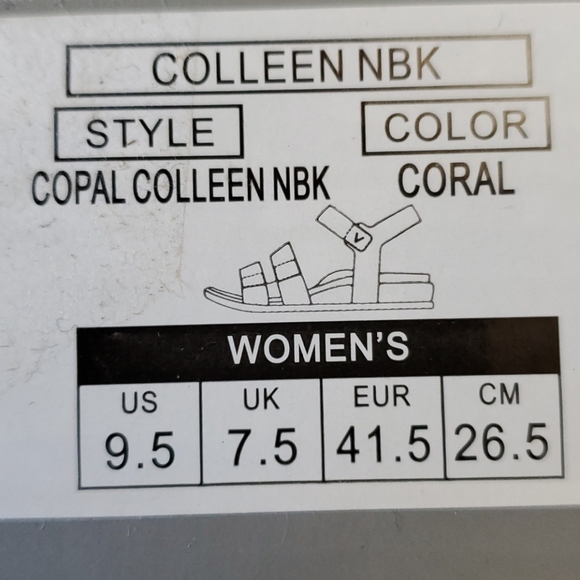 COLLEEN NBK
STYLE COLOR
COPAL COLLEEN NBK CORAL
V
WOMEN'S
US UK EUR CM
9.5 7.5 41.5 26.5